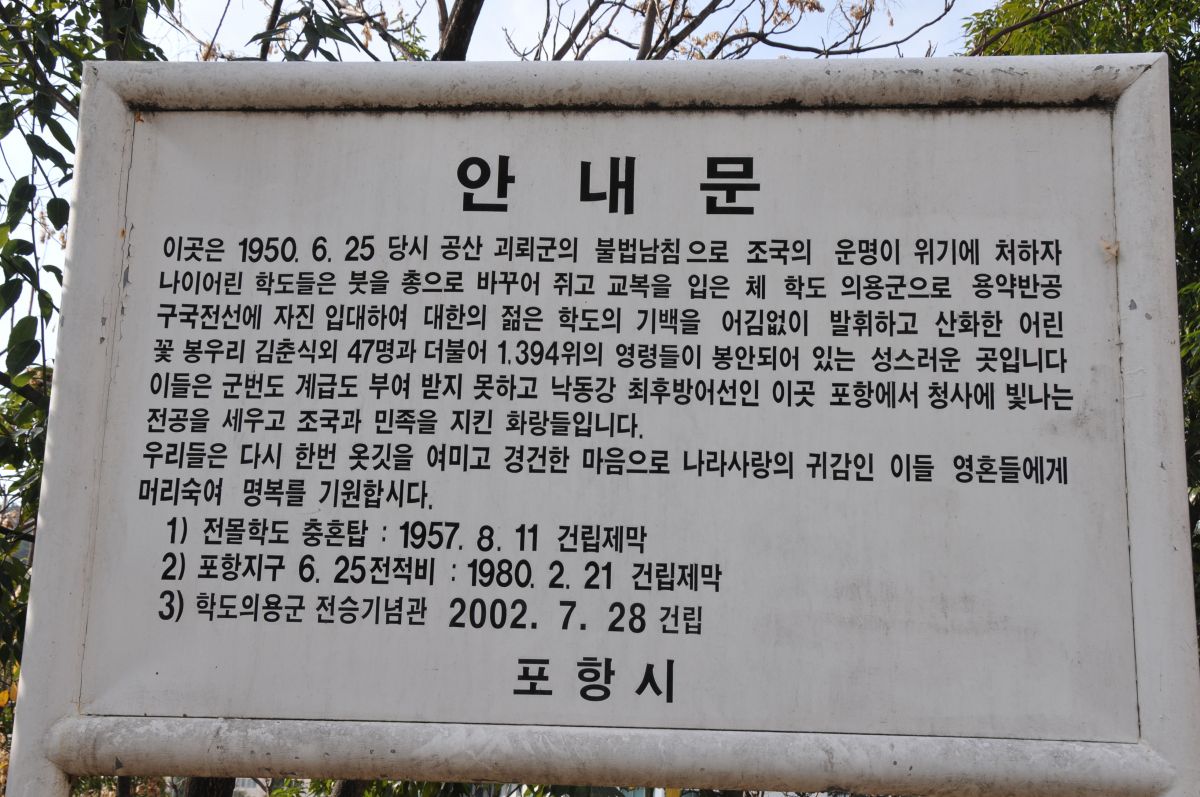 안 내 문
이곳은 1950. 6. 25 당시 공산 괴뢰군의 불법남침으로 조국의 운명이 위기에 처하자
나이어린 학도들은 붓을 총으로 바꾸어 쥐고 교복을 입은 체 학도 의용군으로 용약반공
구국전선에 자진 입대하여 대한의 젊은 학도의 기백을 어김없이 발휘하고 산화한 어린
꽃 봉우리 김춘식외 47명과 더불어 1,394위의 영령들이 봉안되어 있는 성스러운 곳입니다
이들은 군번도 계급도 부여 받지 못하고 낙동강 최후방어선인 이곳 포항에서 청사에 빛나는
전공을 세우고 조국과 민족을 지킨 화랑들입니다.
우리들은 다시 한번 옷깃을 여미고 경건한 마음으로 나라사랑의 귀감인 이들 영혼들에게
머리숙여 명복를 기원합시다.
1) 전몰학도 충혼탑 : 1957. 8. 11 건립제막
2) 포항지구 6. 25전적비 : 1980. 2. 21 건립제막
3) 학도의용군 전승기념관 2002. 7. 28 건립
포항시